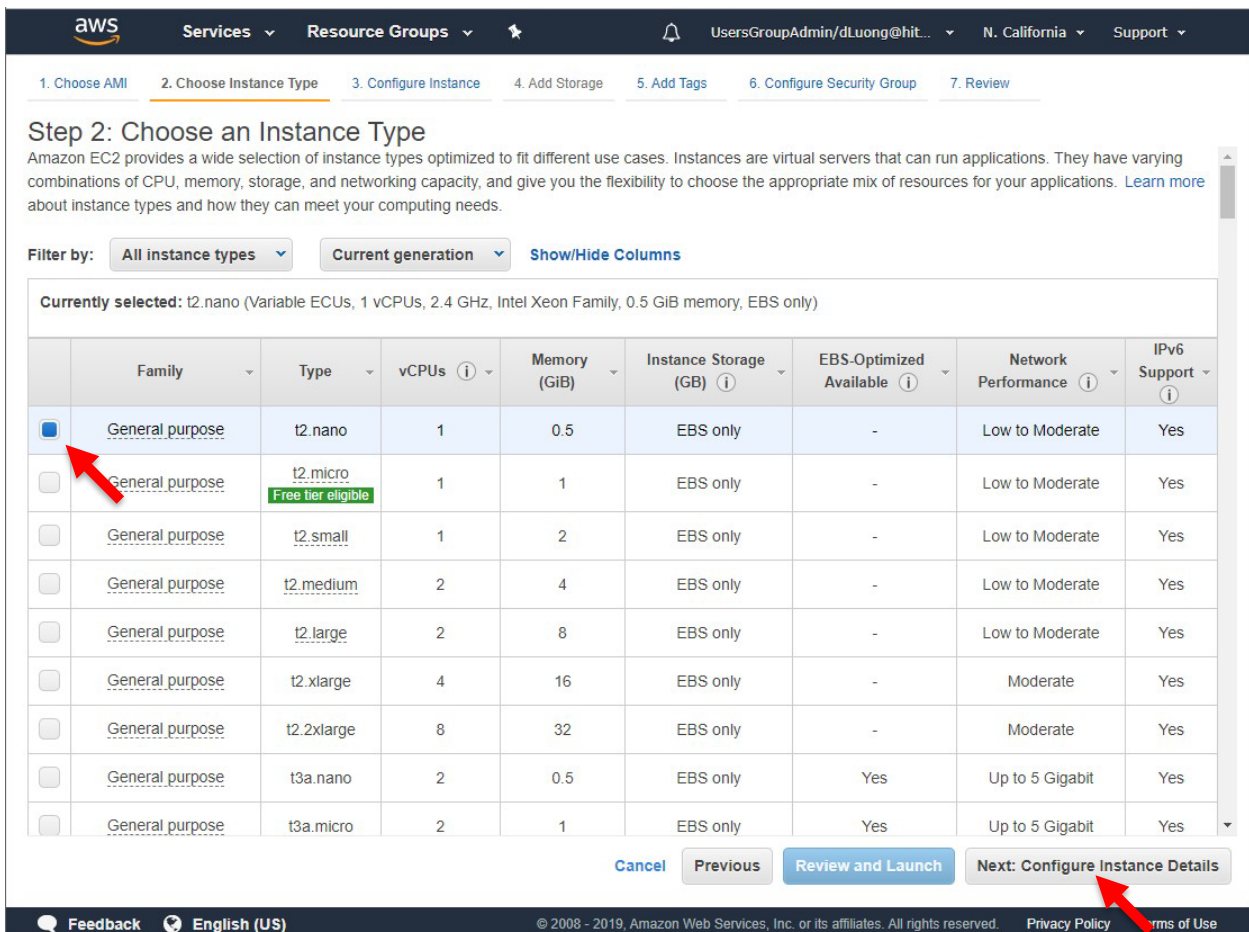 aws Services Resource Groups UsersGroupAdmin/dLuong@hit... N. California Support
1. Choose AMI 2. Choose Instance Type 3. Configure Instance 4. Add Storage 5. Add Tags 6. Configure Security Group 7. Review
Step 2: Choose an Instance Type
Amazon EC2 provides a wide selection of instance types optimized to fit different use cases. Instances are virtual servers that can run applications. They have varying
combinations of CPU, memory, storage, and networking capacity, and give you the flexibility to choose the appropriate mix of resources for your applications. Learn more
about instance types and how they can meet your computing needs.
Filter by: All instance types Current generation Show/Hide Columns
Currently selected: t2.nano (Variable ECUs, 1 vCPUs, 2.4 GHz, Intel Xeon Family, 0.5 GiB memory, EBS only)
Family Type vCPUs Memory (GiB) Instance Storage (GB) EBS-Optimized Available Network Performance IPv6 Support
General purpose t2.nano 1 0.5 EBS only - Low to Moderate Yes
General purpose t2.micro Free tier eligible 1 1 EBS only - Low to Moderate Yes
General purpose t2.small 1 2 EBS only - Low to Moderate Yes
General purpose t2.medium 2 4 EBS only - Low to Moderate Yes
General purpose t2.large 2 8 EBS only - Low to Moderate Yes
General purpose t2.xlarge 4 16 EBS only - Moderate Yes
General purpose t2.2xlarge 8 32 EBS only - Moderate Yes
General purpose t3a.nano 2 0.5 EBS only Yes Up to 5 Gigabit Yes
General purpose t3a.micro 2 1 EBS only Yes Up to 5 Gigabit Yes
Cancel Previous Review and Launch Next: Configure Instance Details
Feedback English (US) © 2008 - 2019, Amazon Web Services, Inc. or its affiliates. All rights reserved. Privacy Policy of Use